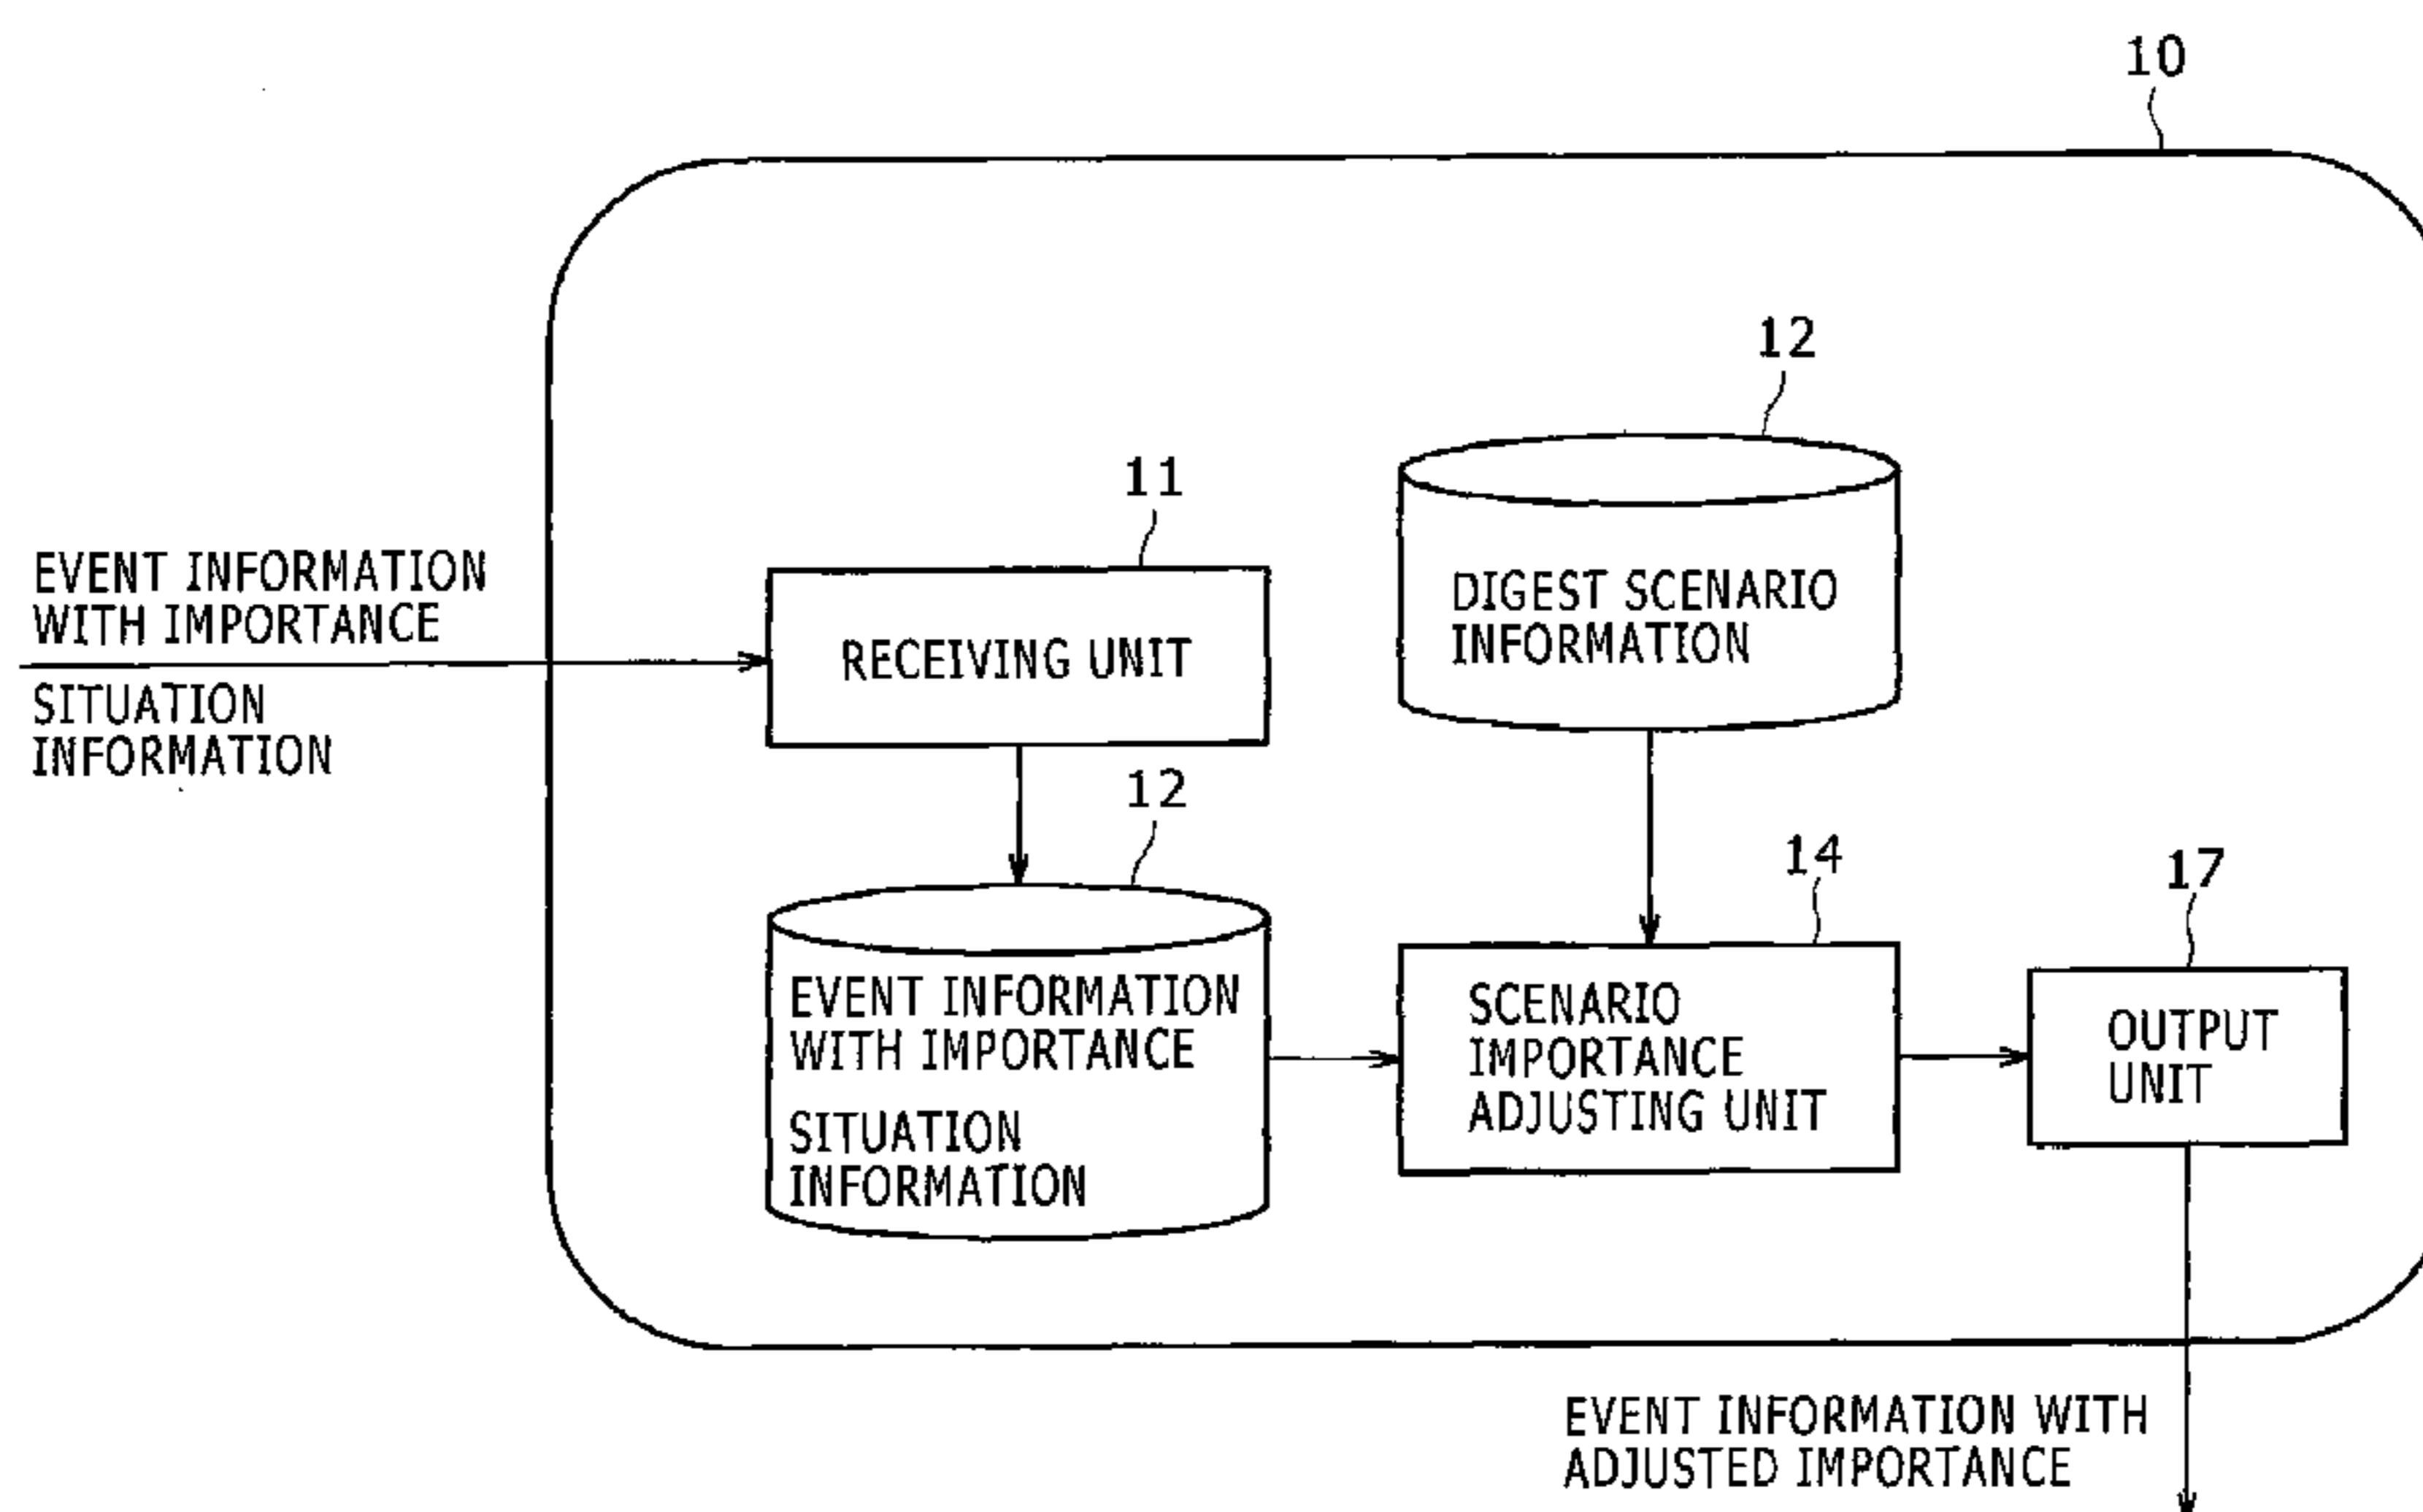 10
12
11
EVENT INFORMATION
WITH IMPORTANCE
SITUATION
INFORMATION
RECEIVING UNIT
DIGEST SCENARIO
INFORMATION
12
14
17
EVENT INFORMATION
WITH IMPORTANCE
SITUATION
INFORMATION
SCENARIO
IMPORTANCE
ADJUSTING UNIT
OUTPUT
UNIT
EVENT INFORMATION WITH
ADJUSTED IMPORTANCE